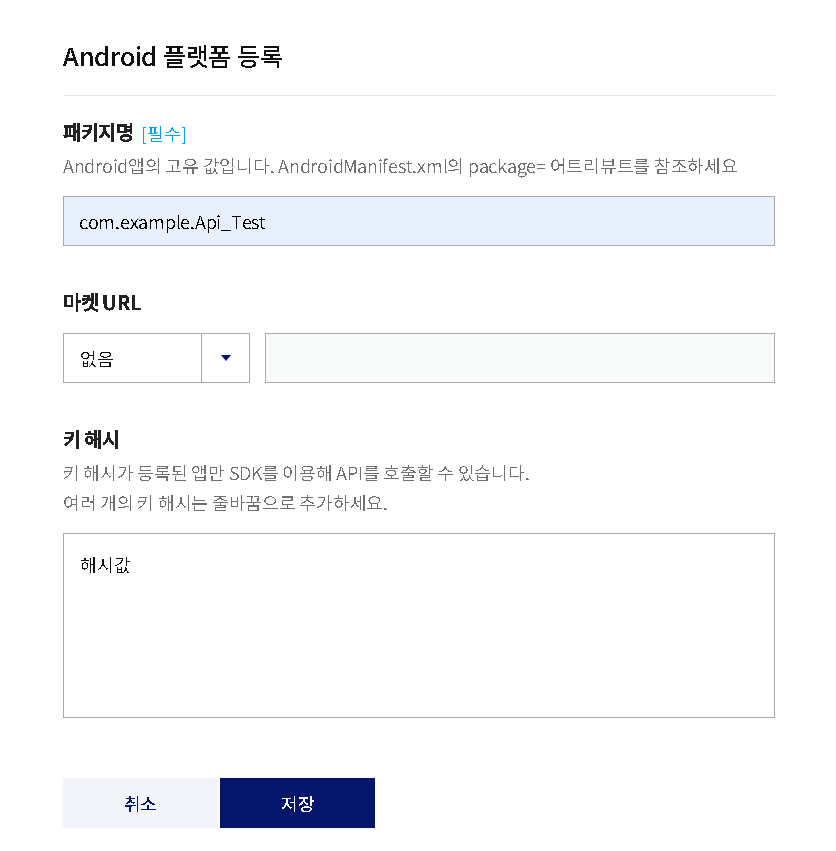 Android 플랫폼 등록
패키지명 [필수]
Android앱의 고유 값입니다. AndroidManifest.xml의 package= 어트리뷰트를 참조하세요
com.example.Api_Test
마켓 URL
없음
키 해시
키 해시가 등록된 앱만 SDK를 이용해 API를 호출할 수 있습니다.
여러 개의 키 해시는 줄바꿈으로 추가하세요.
해시값
취소 저장